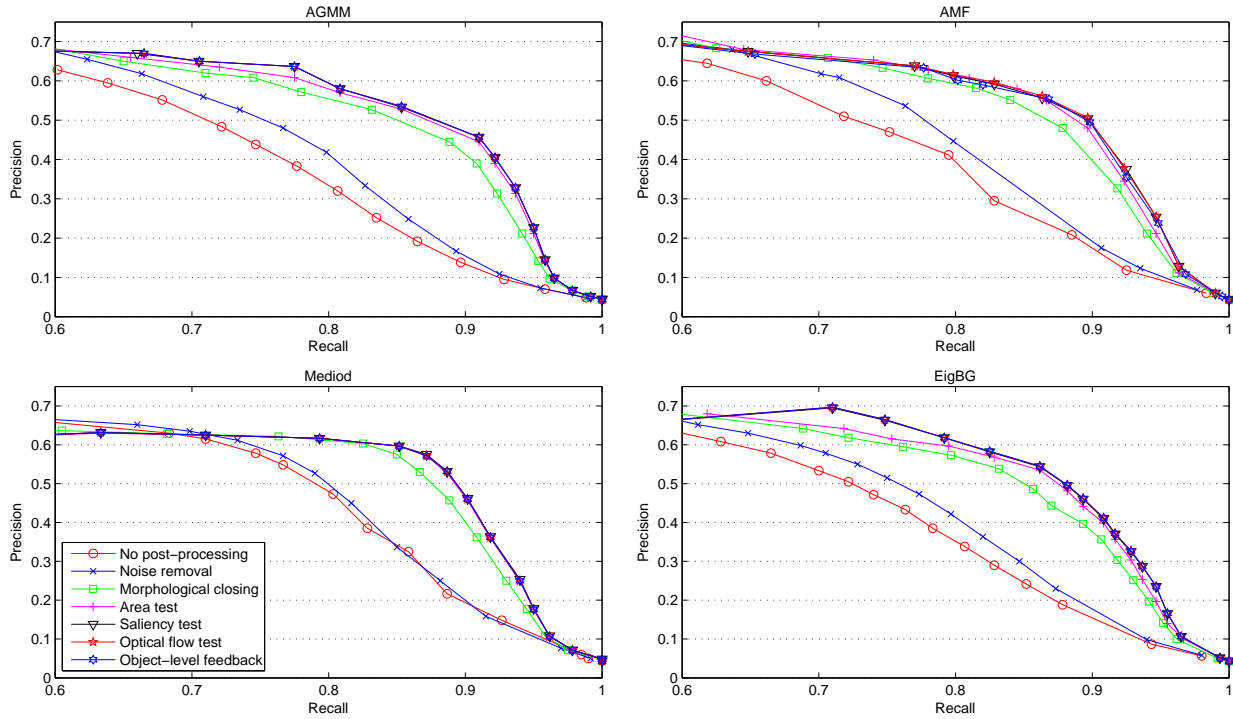 AGMM
0.7
0.6
0.5
0.4
0.3
0.2
0.1
0
Precision
0.6 0.7 0.8 0.9 1
Recall
AMF
0.7
0.6
0.5
0.4
0.3
0.2
0.1
0
Precision
0.6 0.7 0.8 0.9 1
Recall
Mediod
0.7
0.6
0.5
0.4
0.3
0.2
0.1
0
Precision
No post-processing
Noise removal
Morphological closing
Area test
Saliency test
Optical flow test
Object-level feedback
0.6 0.7 0.8 0.9 1
Recall
EigBG
0.7
0.6
0.5
0.4
0.3
0.2
0.1
0
Precision
0.6 0.7 0.8 0.9 1
Recall